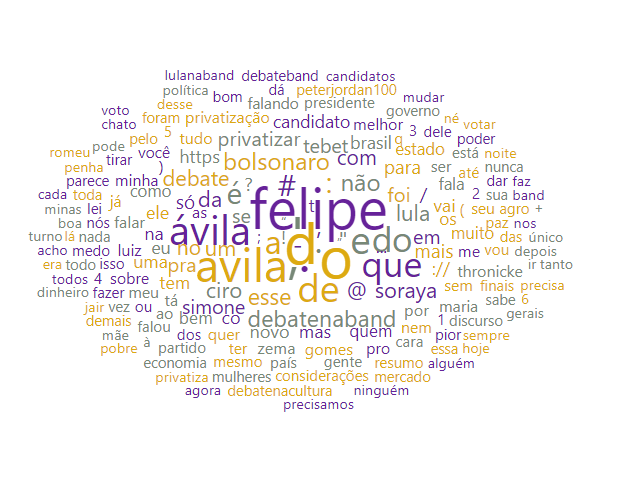 lulanaband debateband candidatos
política dá peterjordan100
desse bom falando presidente mudar
voto foram privatização governo
chato pelo 5 tudo privatizar candidato melhor 3 dele né votar
romeu pode https tebet brasil q estado poder
penha tirar você bolsonaro com está noite
) debate : não para ser até nunca
parece minha como é ? # felipe foi / fala dar faz
cada toda já da t lula 2 sua band
minas lei ele só as se " vai ( seu agro +
boa nós falar ávila ; ! - ' " os paz nos
turno lá nada na no um a d o edo em muito das único
acho medo luiz eu avila , que mais me vou depois
era todo isso uma pra :// thronicke ir tanto
todos 4 sobre tem ciro esse de @ soraya sem finais precisa
dinheiro fazer meu tá simone sabe 6
jair vez ou ao debatenaband por maria gerais
demais falou bem co novo mas quem nem 1 discurso
mãe dos quer cara pior sempre
pobre à partido ter zema gomes pro essa hoje
economia mesmo país gente resumo alguém
privatiza mulheres considerações mercado
agora debatenacultura ninguém
precisamos